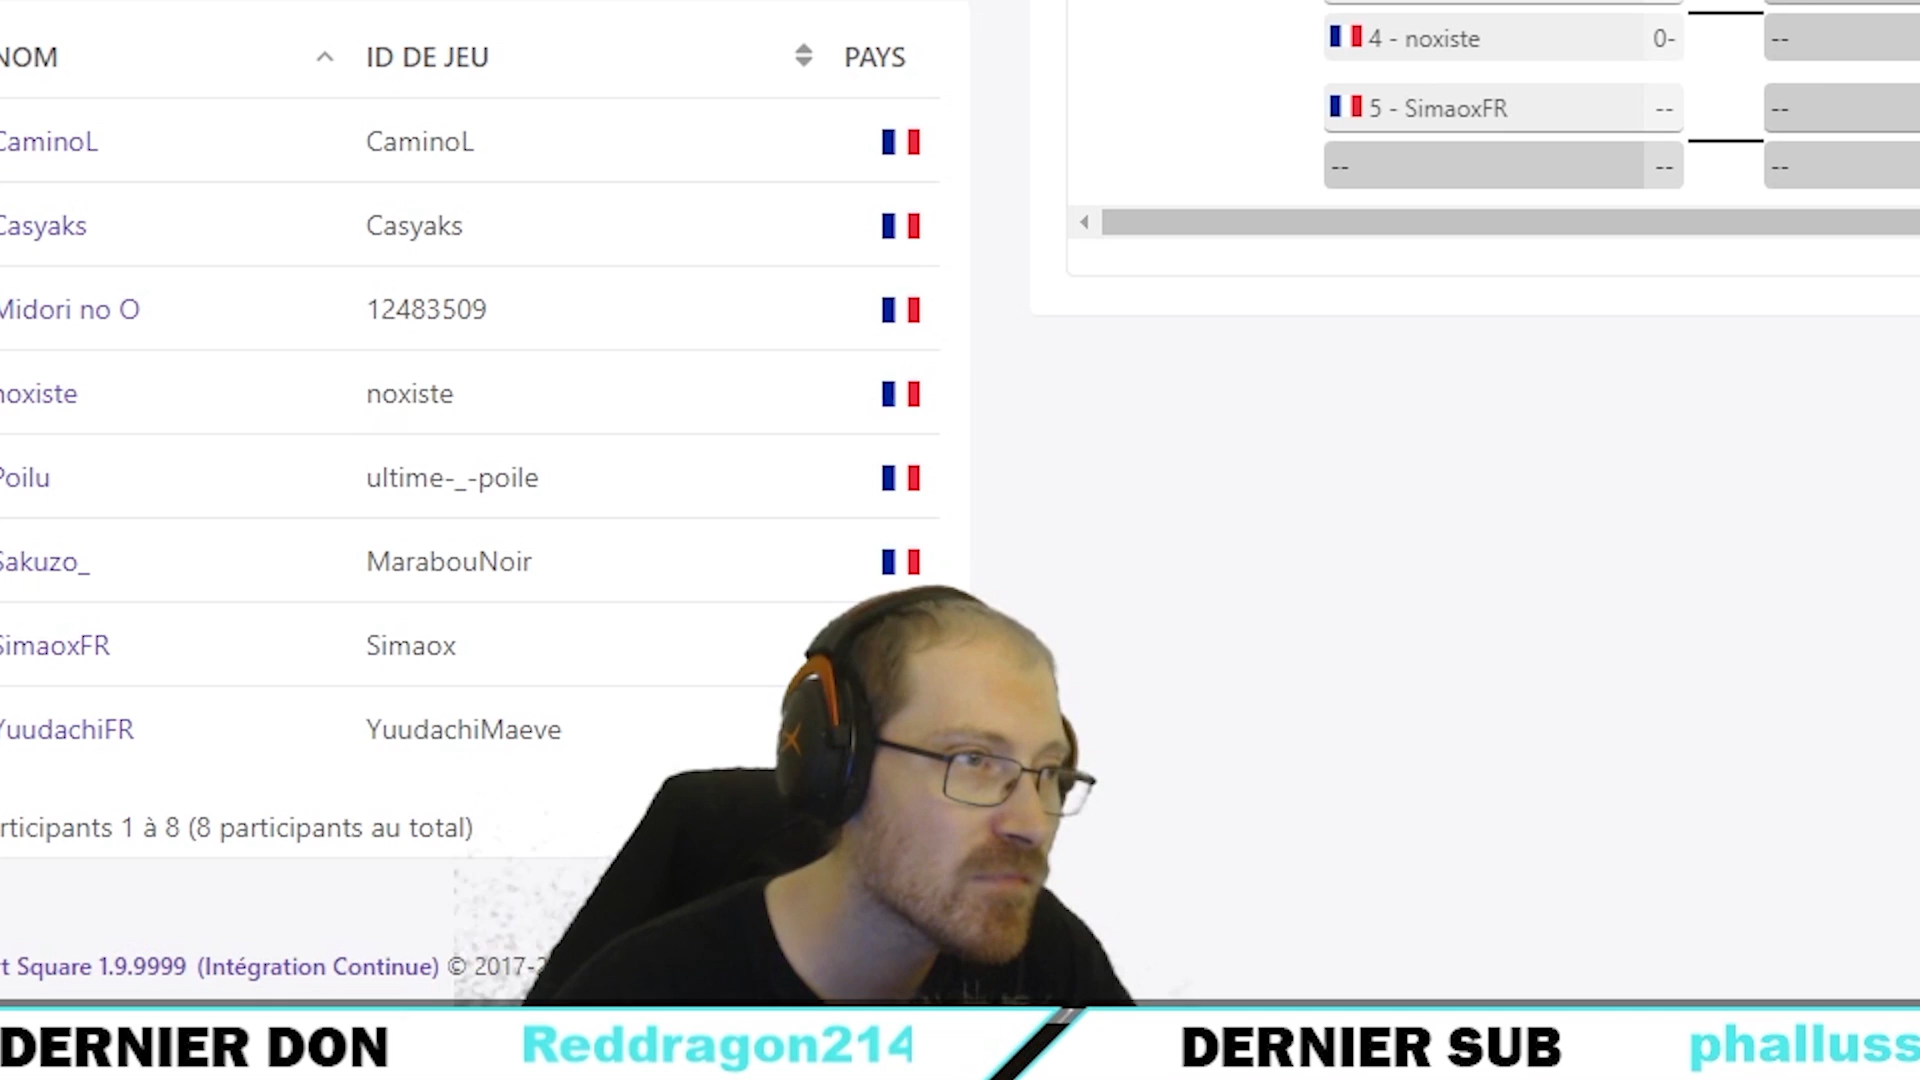 NOM ID DE JEU PAYS
CaminoL CaminoL
Casyaks Casyaks
Midori no O 12483509
noxiste noxiste
Poilu ultime-_-poile
Sakuzo_ MarabouNoir
SimaoxFR Simaox
YuudachiFR YuudachiMaeve
rticipants 1 à 8 (8 participants au total)
t Square 1.9.9999 (Intégration Continue) © 2017-2
4 - noxiste 0- --
5 - SimaoxFR -- --
-- -- --
DERNIER DON Reddragon214 DERNIER SUB phalluss